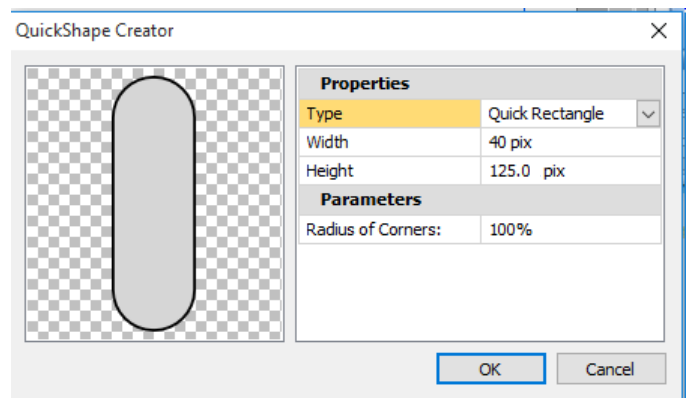 QuickShape Creator
Properties
Type Quick Rectangle
Width 40 pix
Height 125.0 pix
Parameters
Radius of Corners: 100%
OK Cancel